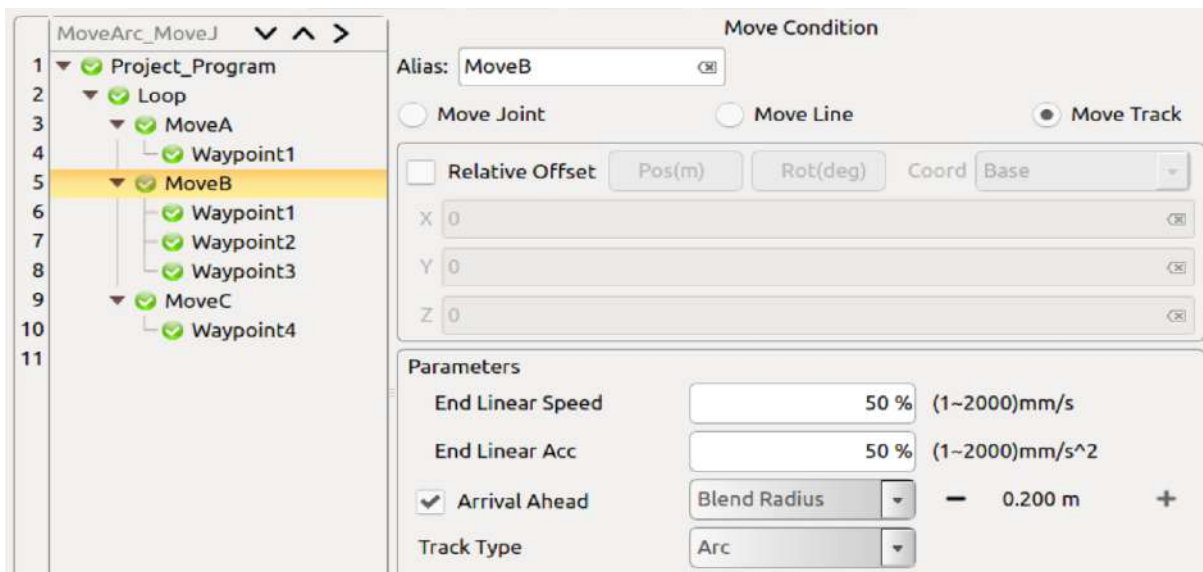 MoveArc_MoveJ
1 Project_Program
2 Loop
3 MoveA
4 Waypoint1
5 MoveB
6 Waypoint1
7 Waypoint2
8 Waypoint3
9 MoveC
10 Waypoint4
11
Move Condition
Alias: MoveB
Move Joint Move Line Move Track
Relative Offset Pos(m) Rot(deg) Coord Base
X 0
Y 0
Z 0
Parameters
End Linear Speed 50 % (1~2000)mm/s
End Linear Acc 50 % (1~2000)mm/s^2
Arrival Ahead Blend Radius − 0.200 m +
Track Type Arc